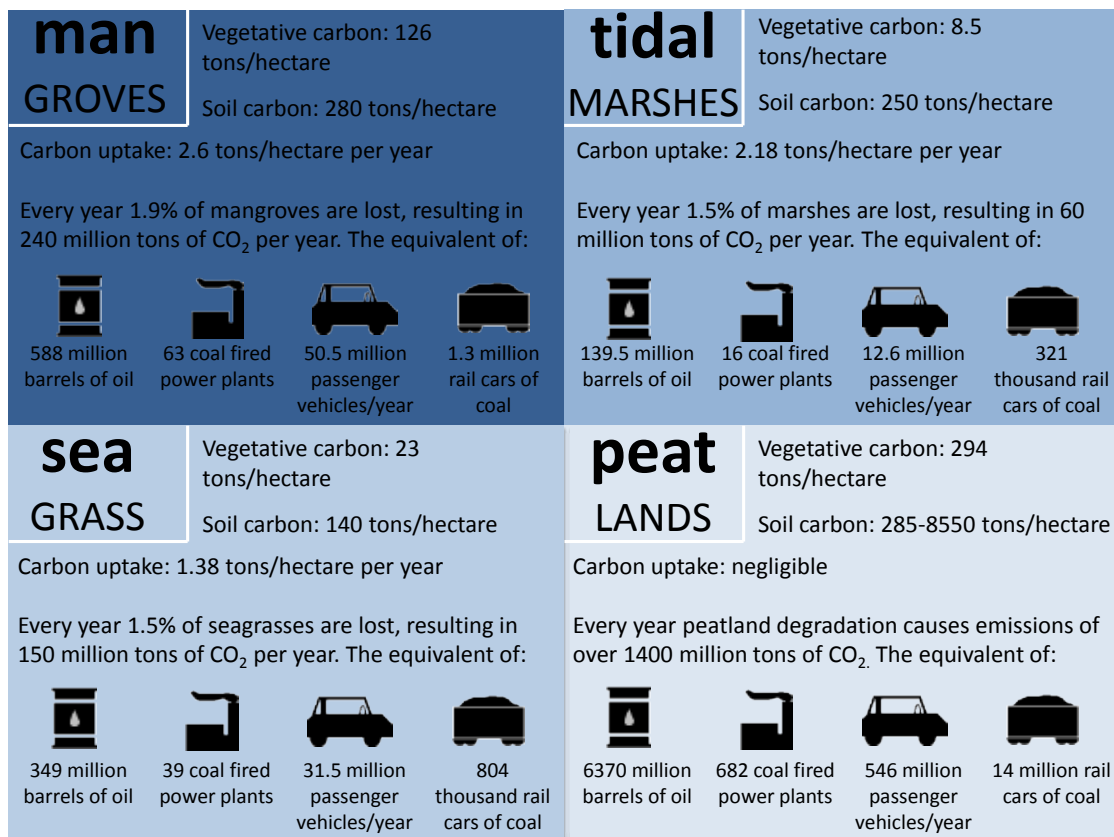 man
GROVES
Vegetative carbon: 126
tons/hectare
Soil carbon: 280 tons/hectare
Carbon uptake: 2.6 tons/hectare per year
Every year 1.9% of mangroves are lost, resulting in
240 million tons of CO₂ per year. The equivalent of:
588 million
barrels of oil
63 coal fired
power plants
50.5 million
passenger
vehicles/year
1.3 million
rail cars of
coal
tidal
MARSHES
Vegetative carbon: 8.5
tons/hectare
Soil carbon: 250 tons/hectare
Carbon uptake: 2.18 tons/hectare per year
Every year 1.5% of marshes are lost, resulting in 60
million tons of CO₂ per year. The equivalent of:
139.5 million
barrels of oil
16 coal fired
power plants
12.6 million
passenger
vehicles/year
321
thousand rail
cars of coal
sea
GRASS
Vegetative carbon: 23
tons/hectare
Soil carbon: 140 tons/hectare
Carbon uptake: 1.38 tons/hectare per year
Every year 1.5% of seagrasses are lost, resulting in
150 million tons of CO₂ per year. The equivalent of:
349 million
barrels of oil
39 coal fired
power plants
31.5 million
passenger
vehicles/year
804
thousand rail
cars of coal
peat
LANDS
Vegetative carbon: 294
tons/hectare
Soil carbon: 285-8550 tons/hectare
Carbon uptake: negligible
Every year peatland degradation causes emissions of
over 1400 million tons of CO₂. The equivalent of:
6370 million
barrels of oil
682 coal fired
power plants
546 million
passenger
vehicles/year
14 million rail
cars of coal